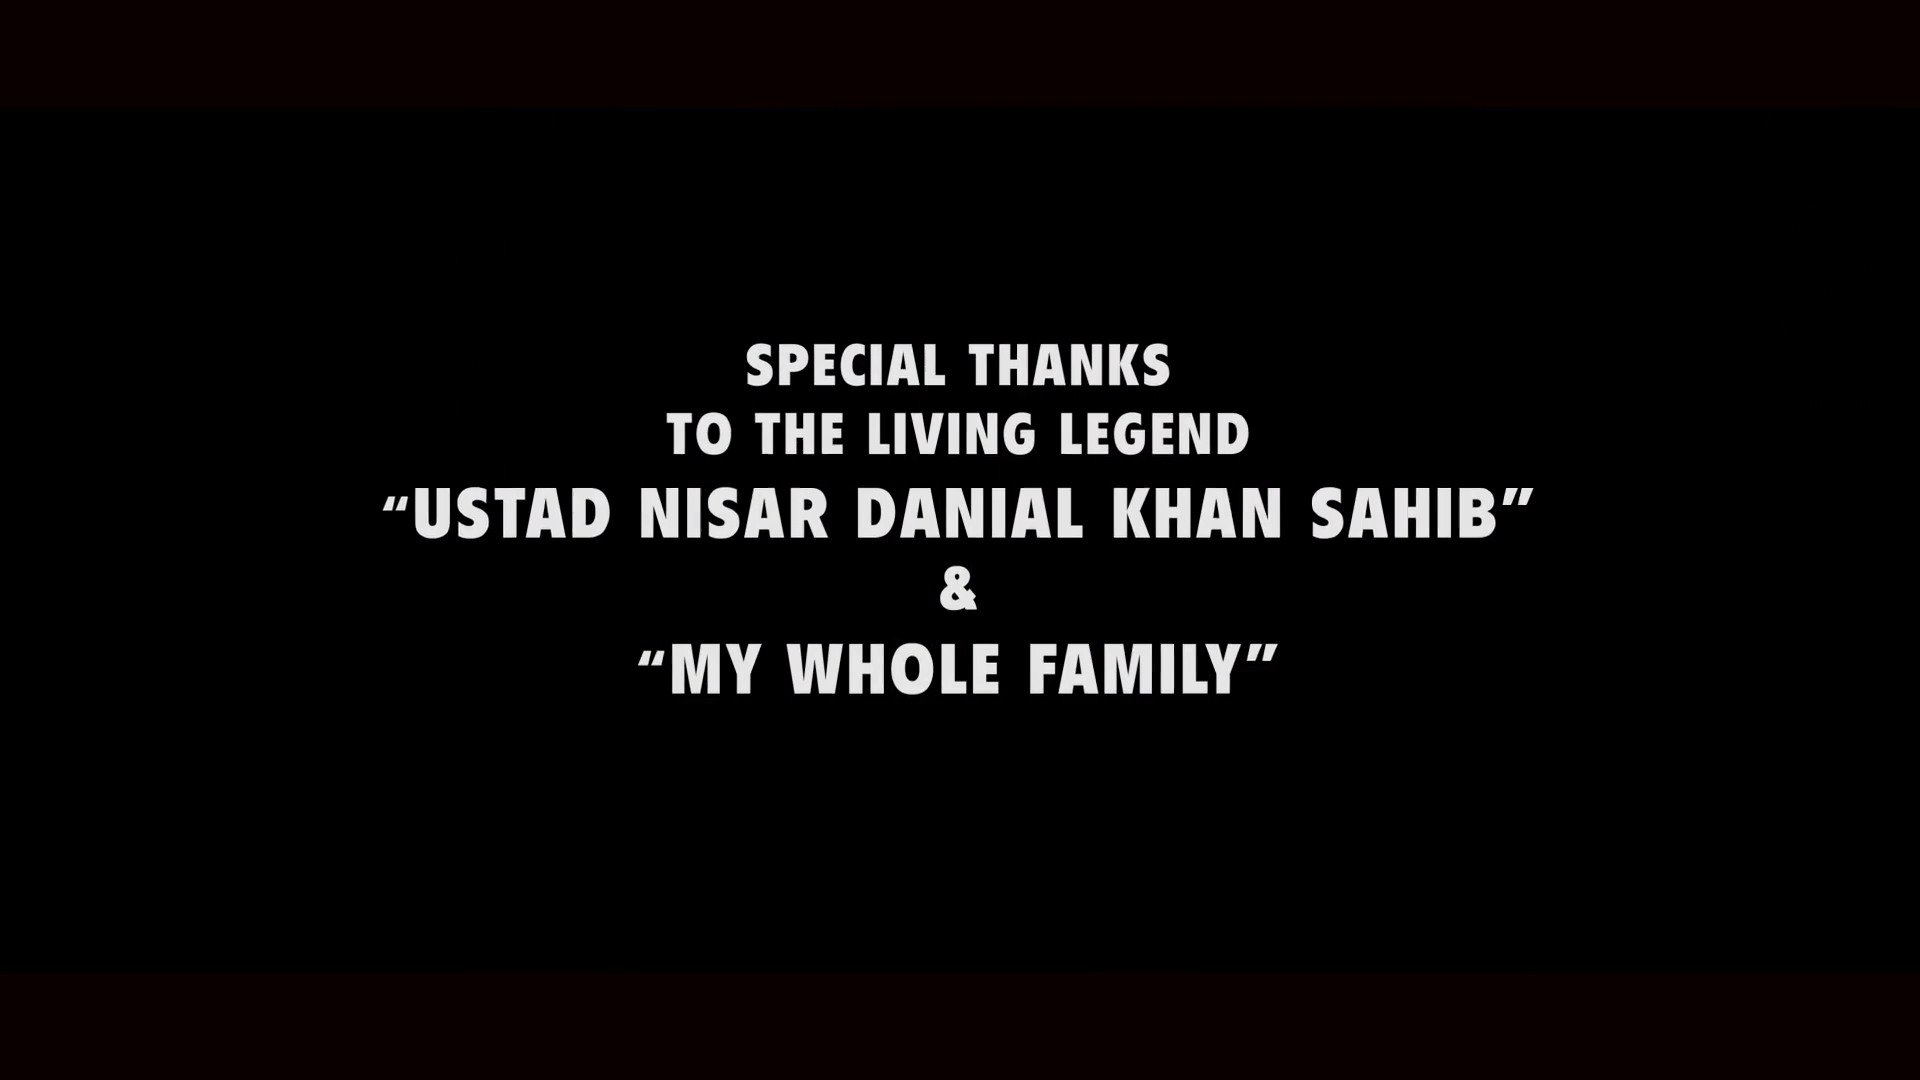 SPECIAL THANKS
TO THE LIVING LEGEND
“USTAD NISAR DANIAL KHAN SAHIB”
&
“MY WHOLE FAMILY”